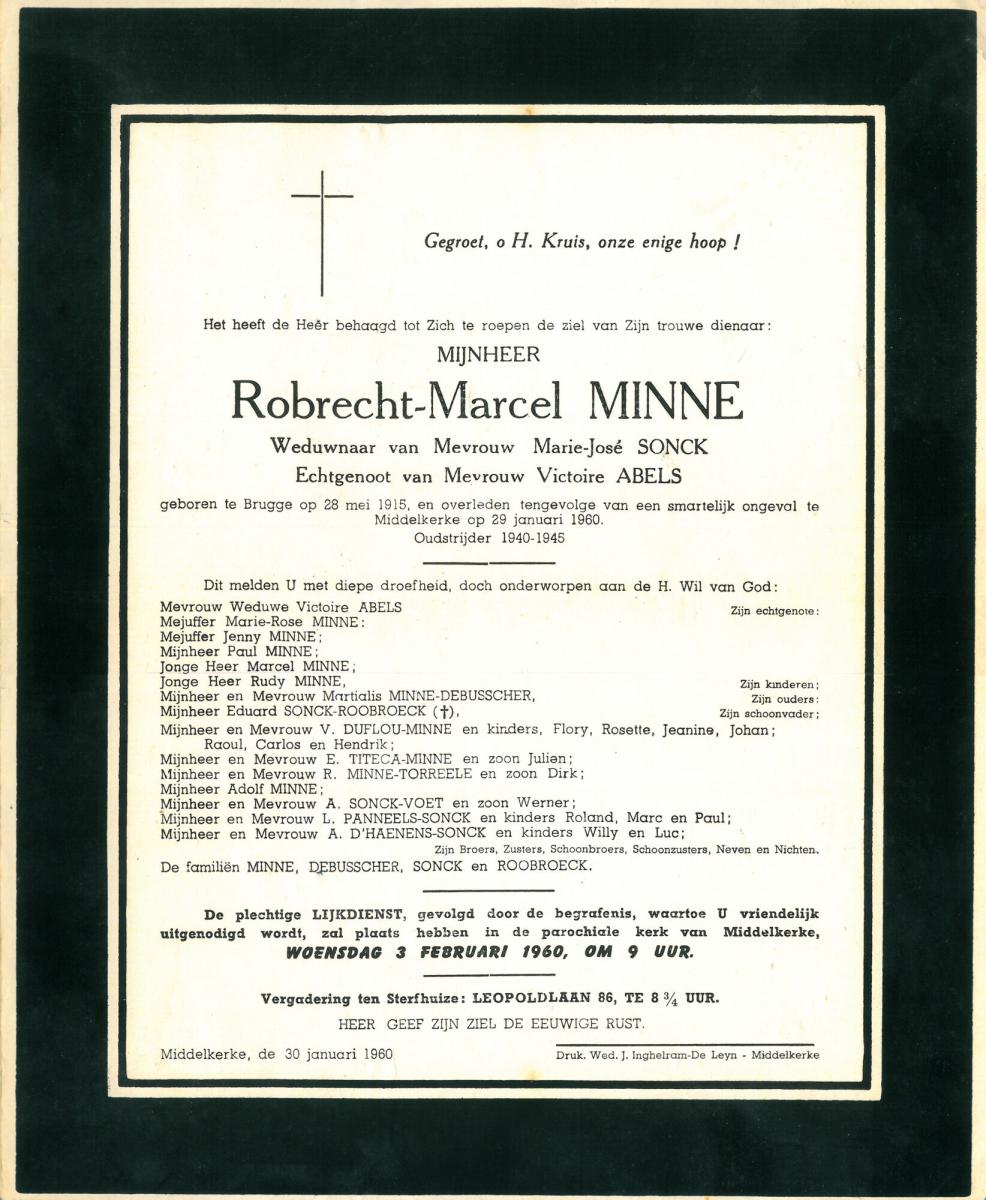 Gegroet, o H. Kruis, onze enige hoop !
Het heeft de Heer behaagd tot Zich te roepen de ziel van Zijn trouwe dienaar:
MIJNHEER
Robrecht-Marcel MINNE
Weduwnaar van Mevrouw Marie-José SONCK
Echtgenoot van Mevrouw Victoire ABELS
geboren te Brugge op 28 mei 1915, en overleden tengevolge van een smartelijk ongeval te
Middelkerke op 29 januari 1960.
Oudstrijder 1940-1945
Dit melden U met diepe droefheid, doch onderworpen aan de H. Wil van God:
Mevrouw Weduwe Victoire ABELS Zijn echtgenote:
Mejuffer Marie-Rose MINNE:
Mejuffer Jenny MINNE;
Mijnheer Paul MINNE;
Jonge Heer Marcel MINNE;
Jonge Heer Rudy MINNE, Zijn kinderen;
Mijnheer en Mevrouw Martialis MINNE-DEBUSSCHER, Zijn ouders:
Mijnheer Eduard SONCK-ROOBROECK (✝), Zijn schoonvader;
Mijnheer en Mevrouw V. DUFLOU-MINNE en kinders, Flory, Rosette, Jeanine, Johan;
Raoul, Carlos en Hendrik;
Mijnheer en Mevrouw E. TITECA-MINNE en zoon Julien;
Mijnheer en Mevrouw R. MINNE-TORREELE en zoon Dirk;
Mijnheer Adolf MINNE;
Mijnheer en Mevrouw A. SONCK-VOET en zoon Werner;
Mijnheer en Mevrouw L. PANNEELS-SONCK en kinders Roland, Marc en Paul;
Mijnheer en Mevrouw A. D'HAENENS-SONCK en kinders Willy en Luc;
Zijn Broers, Zusters, Schoonbroers, Schoonzusters, Neven en Nichten.
De familiën MINNE, DEBUSSCHER, SONCK en ROOBROECK.
De plechtige LIJKDIENST, gevolgd door de begrafenis, waartoe U vriendelijk
uitgenodigd wordt, zal plaats hebben in de parochiale kerk van Middelkerke,
WOENSDAG 3 FEBRUARI 1960, OM 9 UUR.
Vergadering ten Sterfhuize: LEOPOLDLAAN 86, TE 8 ¾ UUR.
HEER GEEF ZIJN ZIEL DE EEUWIGE RUST.
Middelkerke, de 30 januari 1960 Druk. Wed. J. Inghelram-De Leyn - Middelkerke